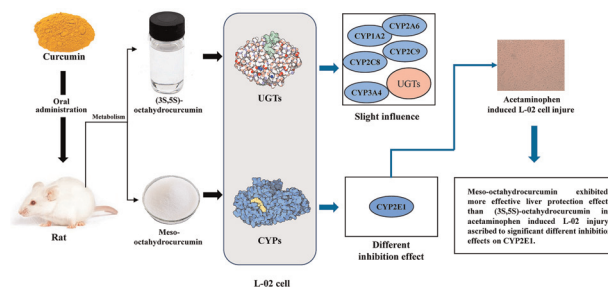 Curcumin
Oral
administration
Metabolism
Rat
(3S,5S)-
octahydrocurcumin
Meso-
octahydrocurcumin
UGTs
CYPs
L-02 cell
CYP2A6
CYP1A2
CYP2C9
CYP2C8
CYP3A4
UGTs
Slight influence
CYP2E1
Different
inhibition effect
Acetaminophen
induced L-02 cell injure
Meso-octahydrocurcumin exhibited
more effective liver protection effect
than (3S,5S)-octahydrocurcumin in
acetaminophen induced L-02 injury
ascribed to significant different inhibition
effects on CYP2E1.